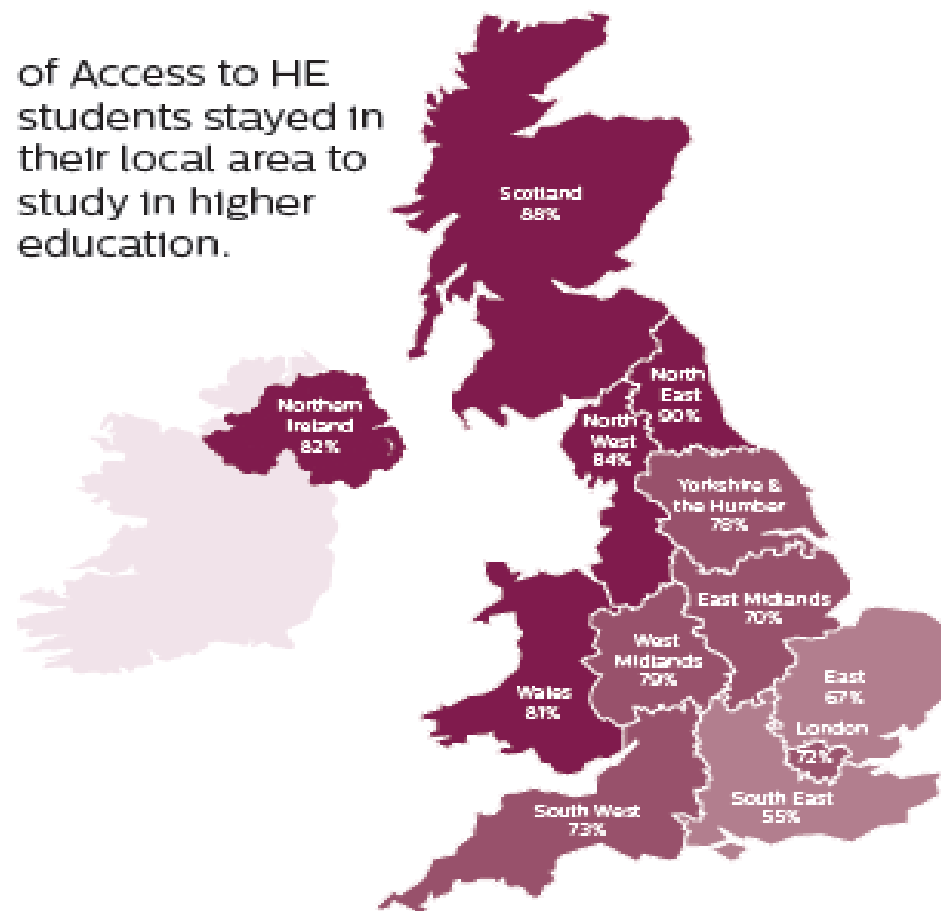 of Access to HE
students stayed in
their local area to
study in higher
education.
Scotland
88%
North
East
90%
Northern
Ireland
82%
North
West
84%
Yorkshire &
the Humber
78%
East Midlands
70%
West
Midlands
79%
Wales
81%
East
67%
London
72%
South East
55%
South West
73%